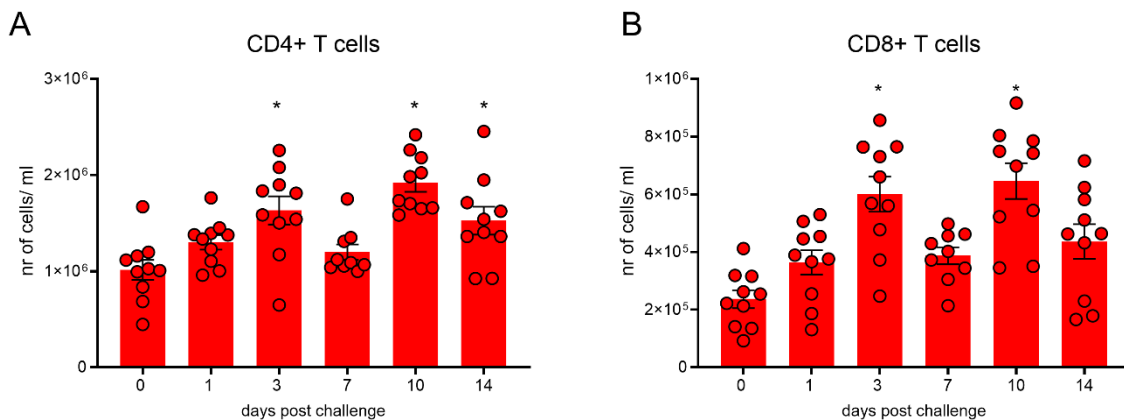 A
CD4+ T cells
3×10⁶
2×10⁶
1×10⁶
0
nr of cells/ ml
* * *
0 1 3 7 10 14
days post challenge
B
CD8+ T cells
1×10⁶
8×10⁵
6×10⁵
4×10⁵
2×10⁵
0
nr of cells/ ml
* *
0 1 3 7 10 14
days post challenge